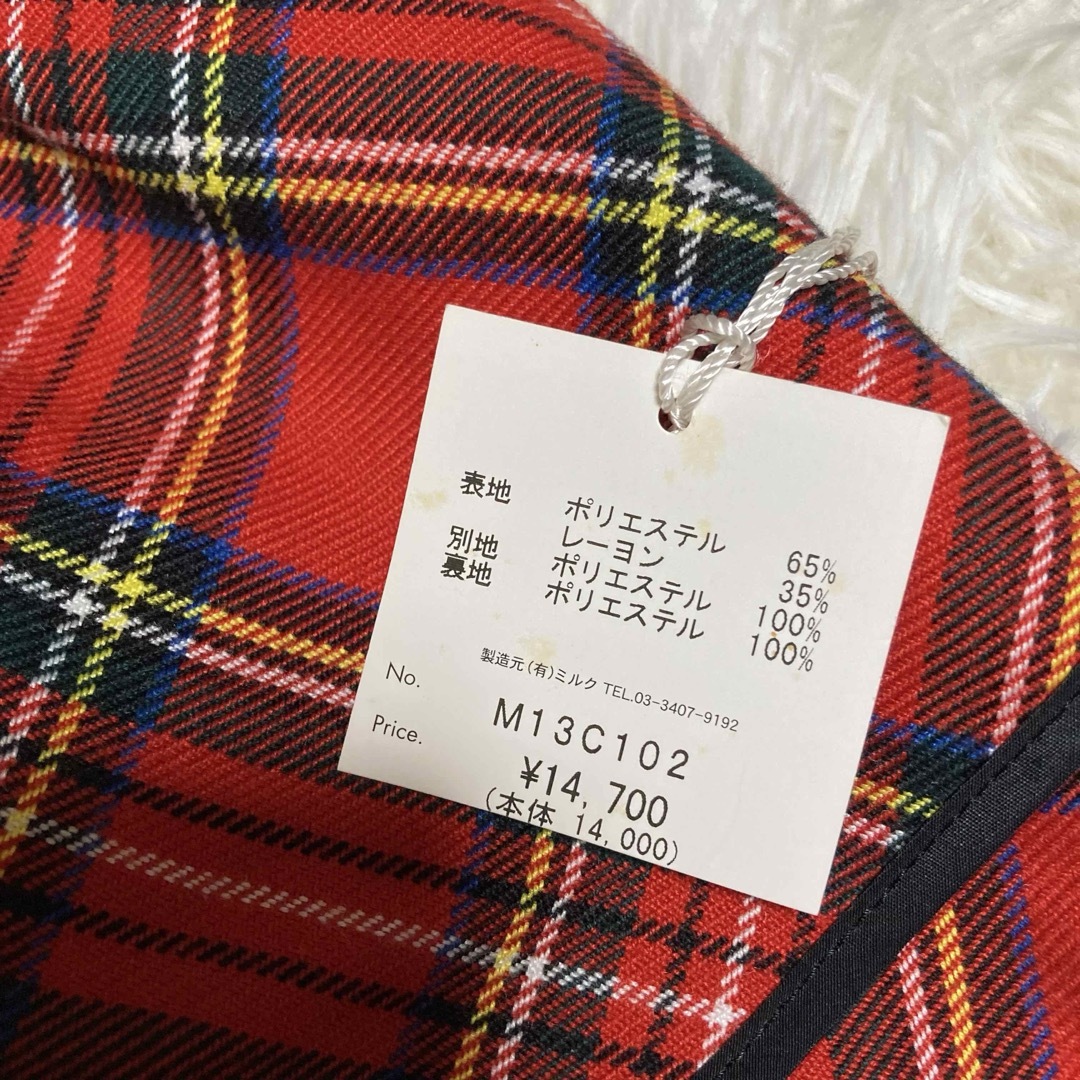 表地 ポリエステル 65%
レーヨン 35%
別地 ポリエステル 100%
裏地 ポリエステル 100%
製造元(有)ミルク TEL.03-3407-9192
No. M13C102
Price. ¥14,700
(本体 14,000)